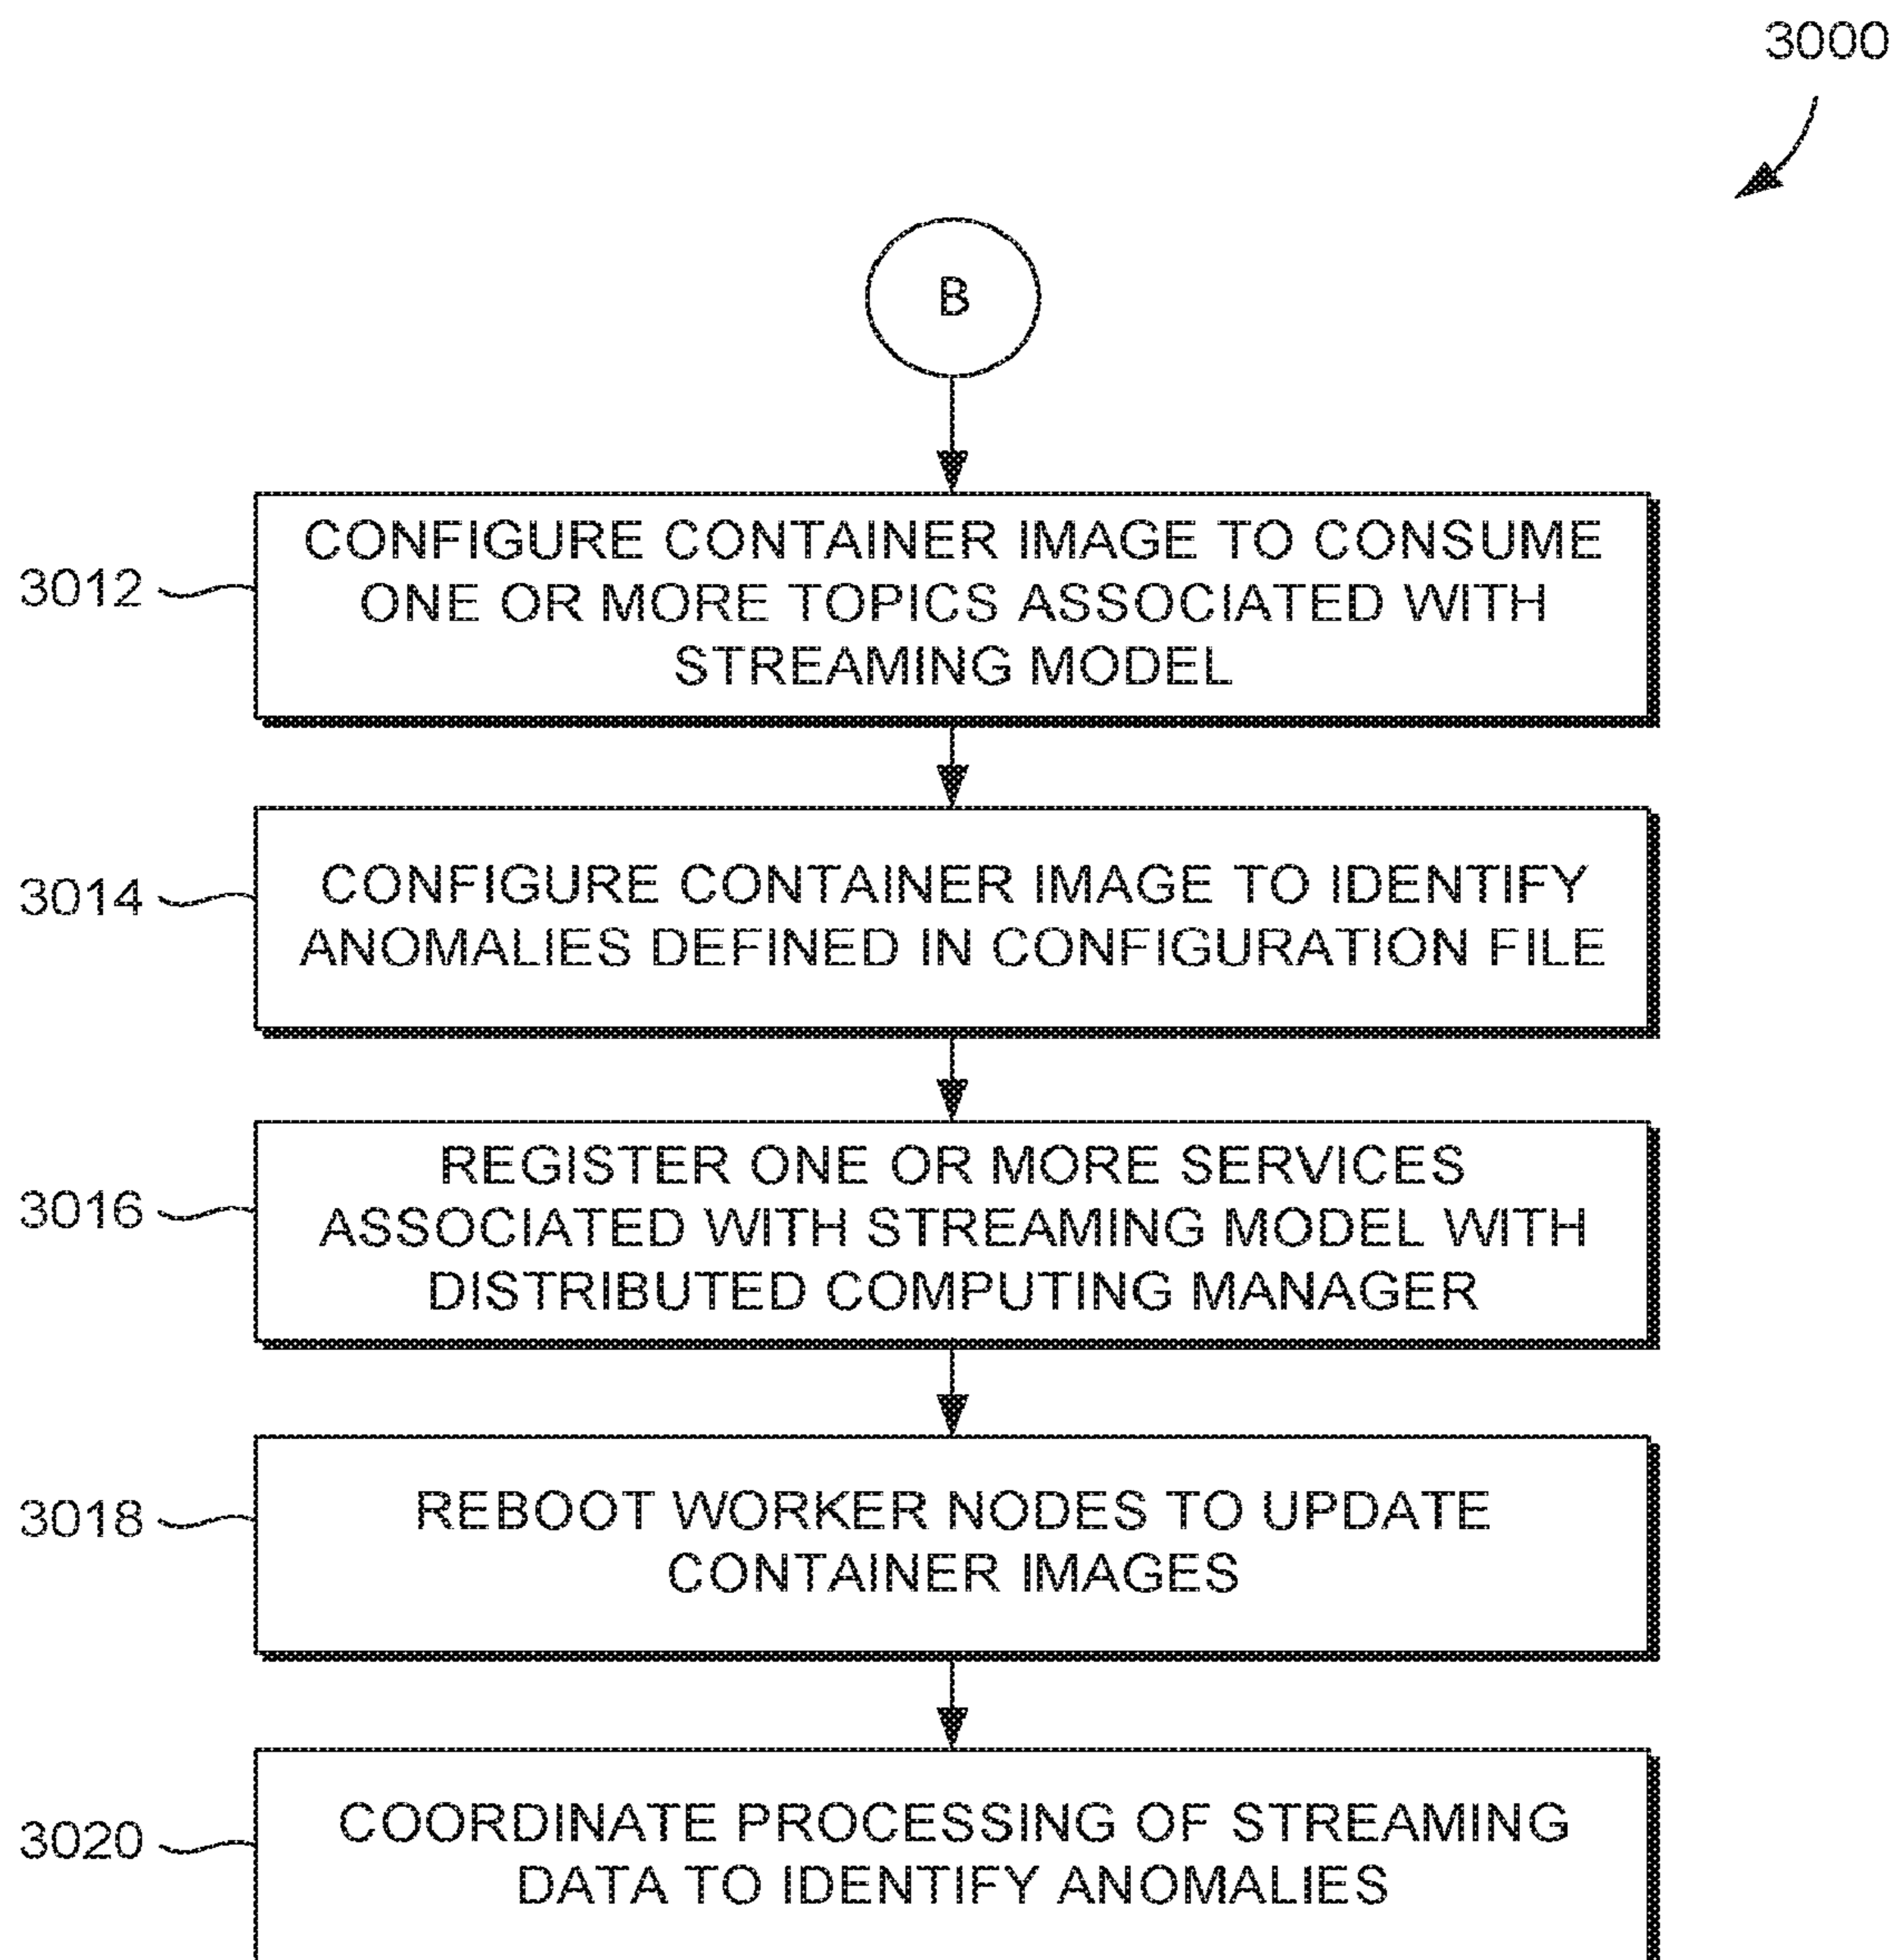 3000
B
3012
CONFIGURE CONTAINER IMAGE TO CONSUME
ONE OR MORE TOPICS ASSOCIATED WITH
STREAMING MODEL
3014
CONFIGURE CONTAINER IMAGE TO IDENTIFY
ANOMALIES DEFINED IN CONFIGURATION FILE
3016
REGISTER ONE OR MORE SERVICES
ASSOCIATED WITH STREAMING MODEL WITH
DISTRIBUTED COMPUTING MANAGER
3018
REBOOT WORKER NODES TO UPDATE
CONTAINER IMAGES
3020
COORDINATE PROCESSING OF STREAMING
DATA TO IDENTIFY ANOMALIES